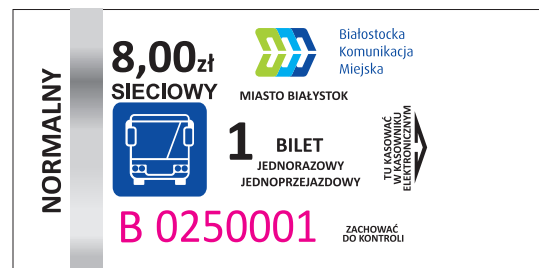 NORMALNY
8,00zł
SIECIOWY
Białostocka
Komunikacja
Miejska
MIASTO BIAŁYSTOK
1 BILET
JEDNORAZOWY
JEDNOPRZEJAZDOWY
TU KASOWAĆ
W KASOWNIKU
ELEKTRONICZNYM
B 0250001
ZACHOWAĆ
DO KONTROLI